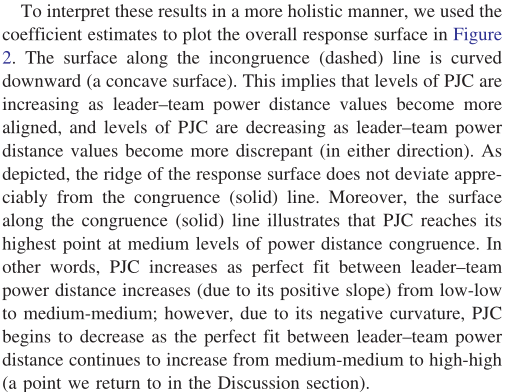 To interpret these results in a more holistic manner, we used the
coefficient estimates to plot the overall response surface in Figure
2. The surface along the incongruence (dashed) line is curved
downward (a concave surface). This implies that levels of PJC are
increasing as leader–team power distance values become more
aligned, and levels of PJC are decreasing as leader–team power
distance values become more discrepant (in either direction). As
depicted, the ridge of the response surface does not deviate appre-
ciably from the congruence (solid) line. Moreover, the surface
along the congruence (solid) line illustrates that PJC reaches its
highest point at medium levels of power distance congruence. In
other words, PJC increases as perfect fit between leader–team
power distance increases (due to its positive slope) from low-low
to medium-medium; however, due to its negative curvature, PJC
begins to decrease as the perfect fit between leader–team power
distance continues to increase from medium-medium to high-high
(a point we return to in the Discussion section).